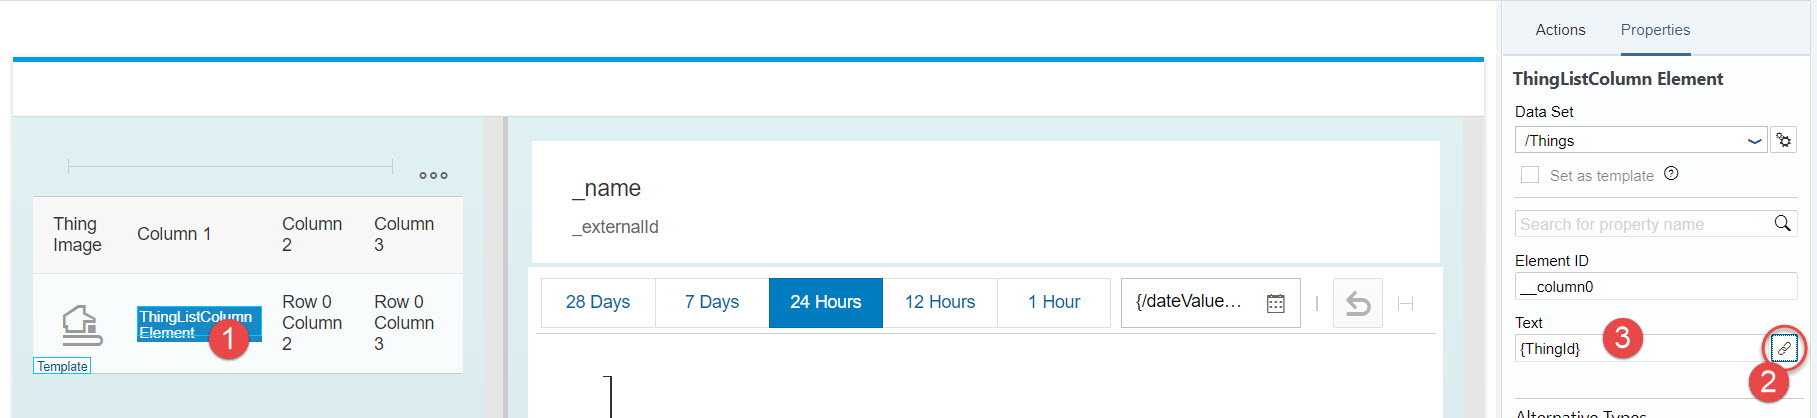 Actions Properties
ThingListColumn Element
Data Set
/Things
Set as template ?
Search for property name
Element ID
__column0
Text
{ThingId} 3
2
Alternative Types
_name
_externalId
28 Days 7 Days 24 Hours 12 Hours 1 Hour {/dateValue...
Thing
Image
Column 1
Column
2
Column
3
ThingListColumn
Element
1
Row 0
Column
2
Row 0
Column
3
Template